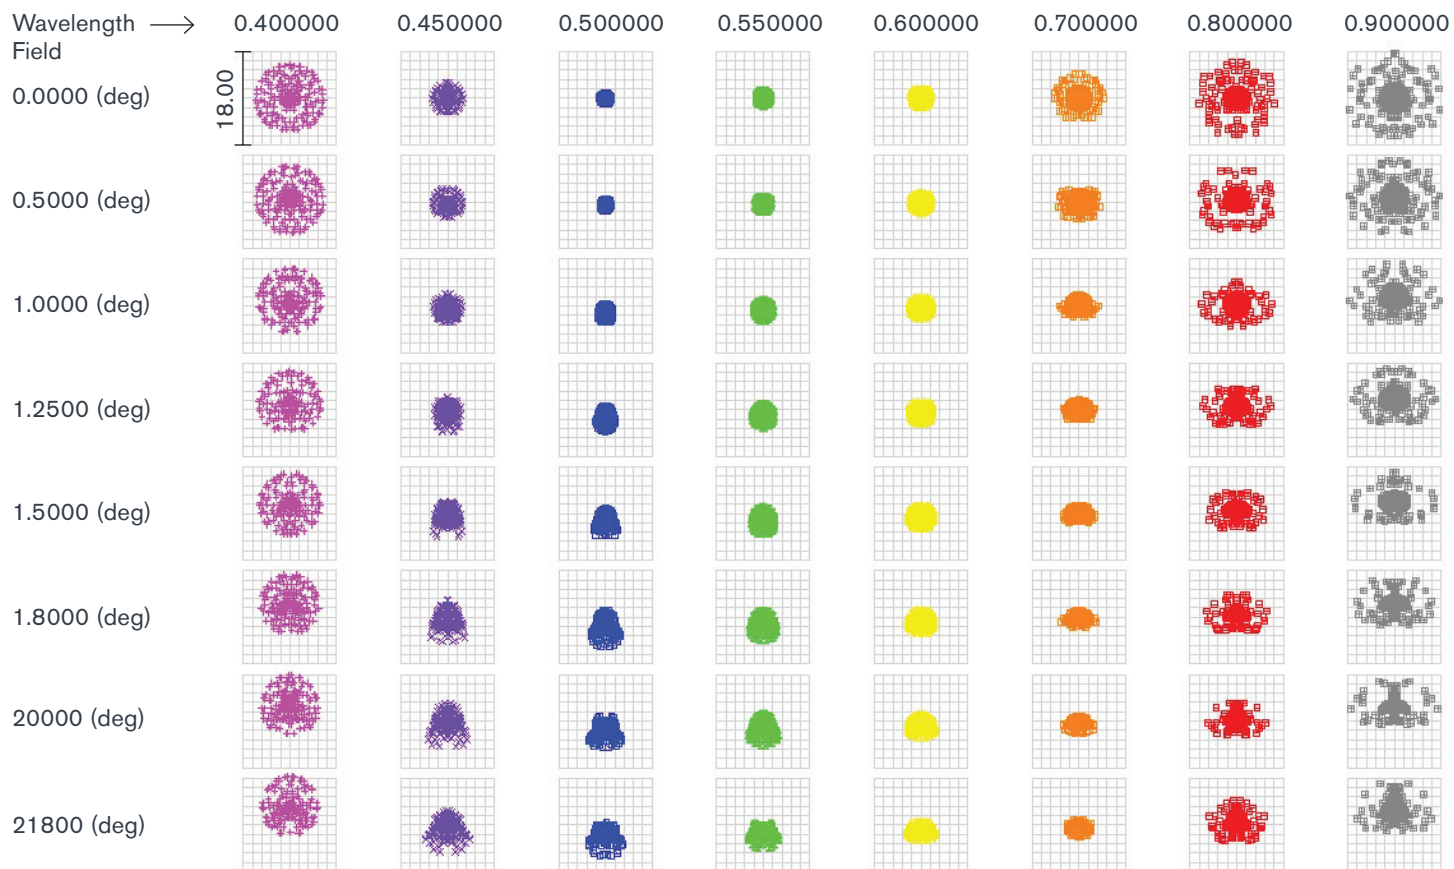 Wavelength → 0.400000 0.450000 0.500000 0.550000 0.600000 0.700000 0.800000 0.900000
Field
18.00
0.0000 (deg)
0.5000 (deg)
1.0000 (deg)
1.2500 (deg)
1.5000 (deg)
1.8000 (deg)
20000 (deg)
21800 (deg)